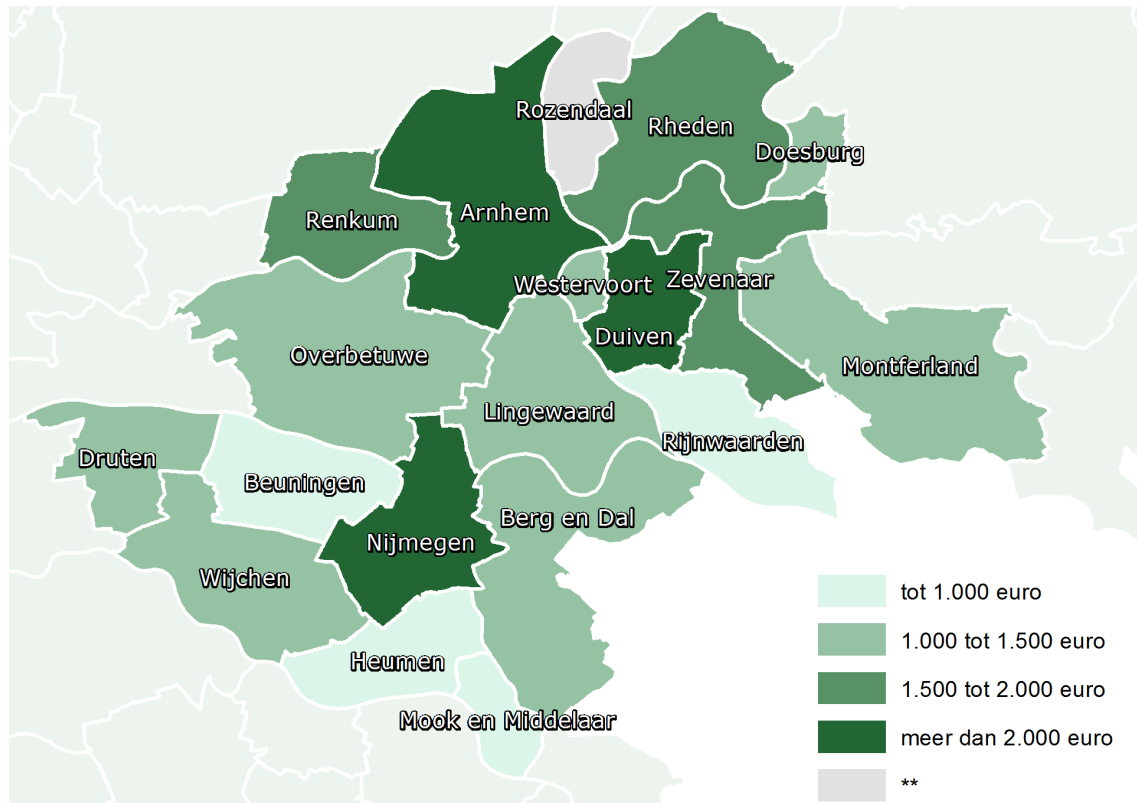 Rozendaal
Rheden
Doesburg
Renkum
Arnhem
Westervoort
Zevenaar
Duiven
Overbetuwe
Montferland
Lingewaard
Rijnwaarden
Druten
Beuningen
Berg en Dal
Nijmegen
Wijchen
Heumen
Mook en Middelaar
tot 1.000 euro
1.000 tot 1.500 euro
1.500 tot 2.000 euro
meer dan 2.000 euro
**